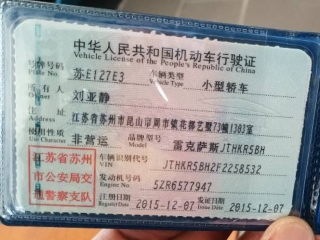 中华人民共和国机动车行驶证
Vehicle License of the People's Republic of China
号牌号码 苏E127E3 车辆类型 小型轿车
Plate No. Vehicle Type
所有人 刘亚静
Owner
住址 江苏省苏州市昆山市周市镇花都艺墅73幢1303室
使用性质 非营运 品牌型号 雷克萨斯JTHKR5BH
Use Character Model
江苏省苏州
市公安局交
通警察支队
车辆识别代号 JTHKR5BH2F2258532
VIN
发动机号码 5ZR6577947
Engine No.
注册日期 2015-12-07 发证日期 2015-12-07
Register Date Issue Date